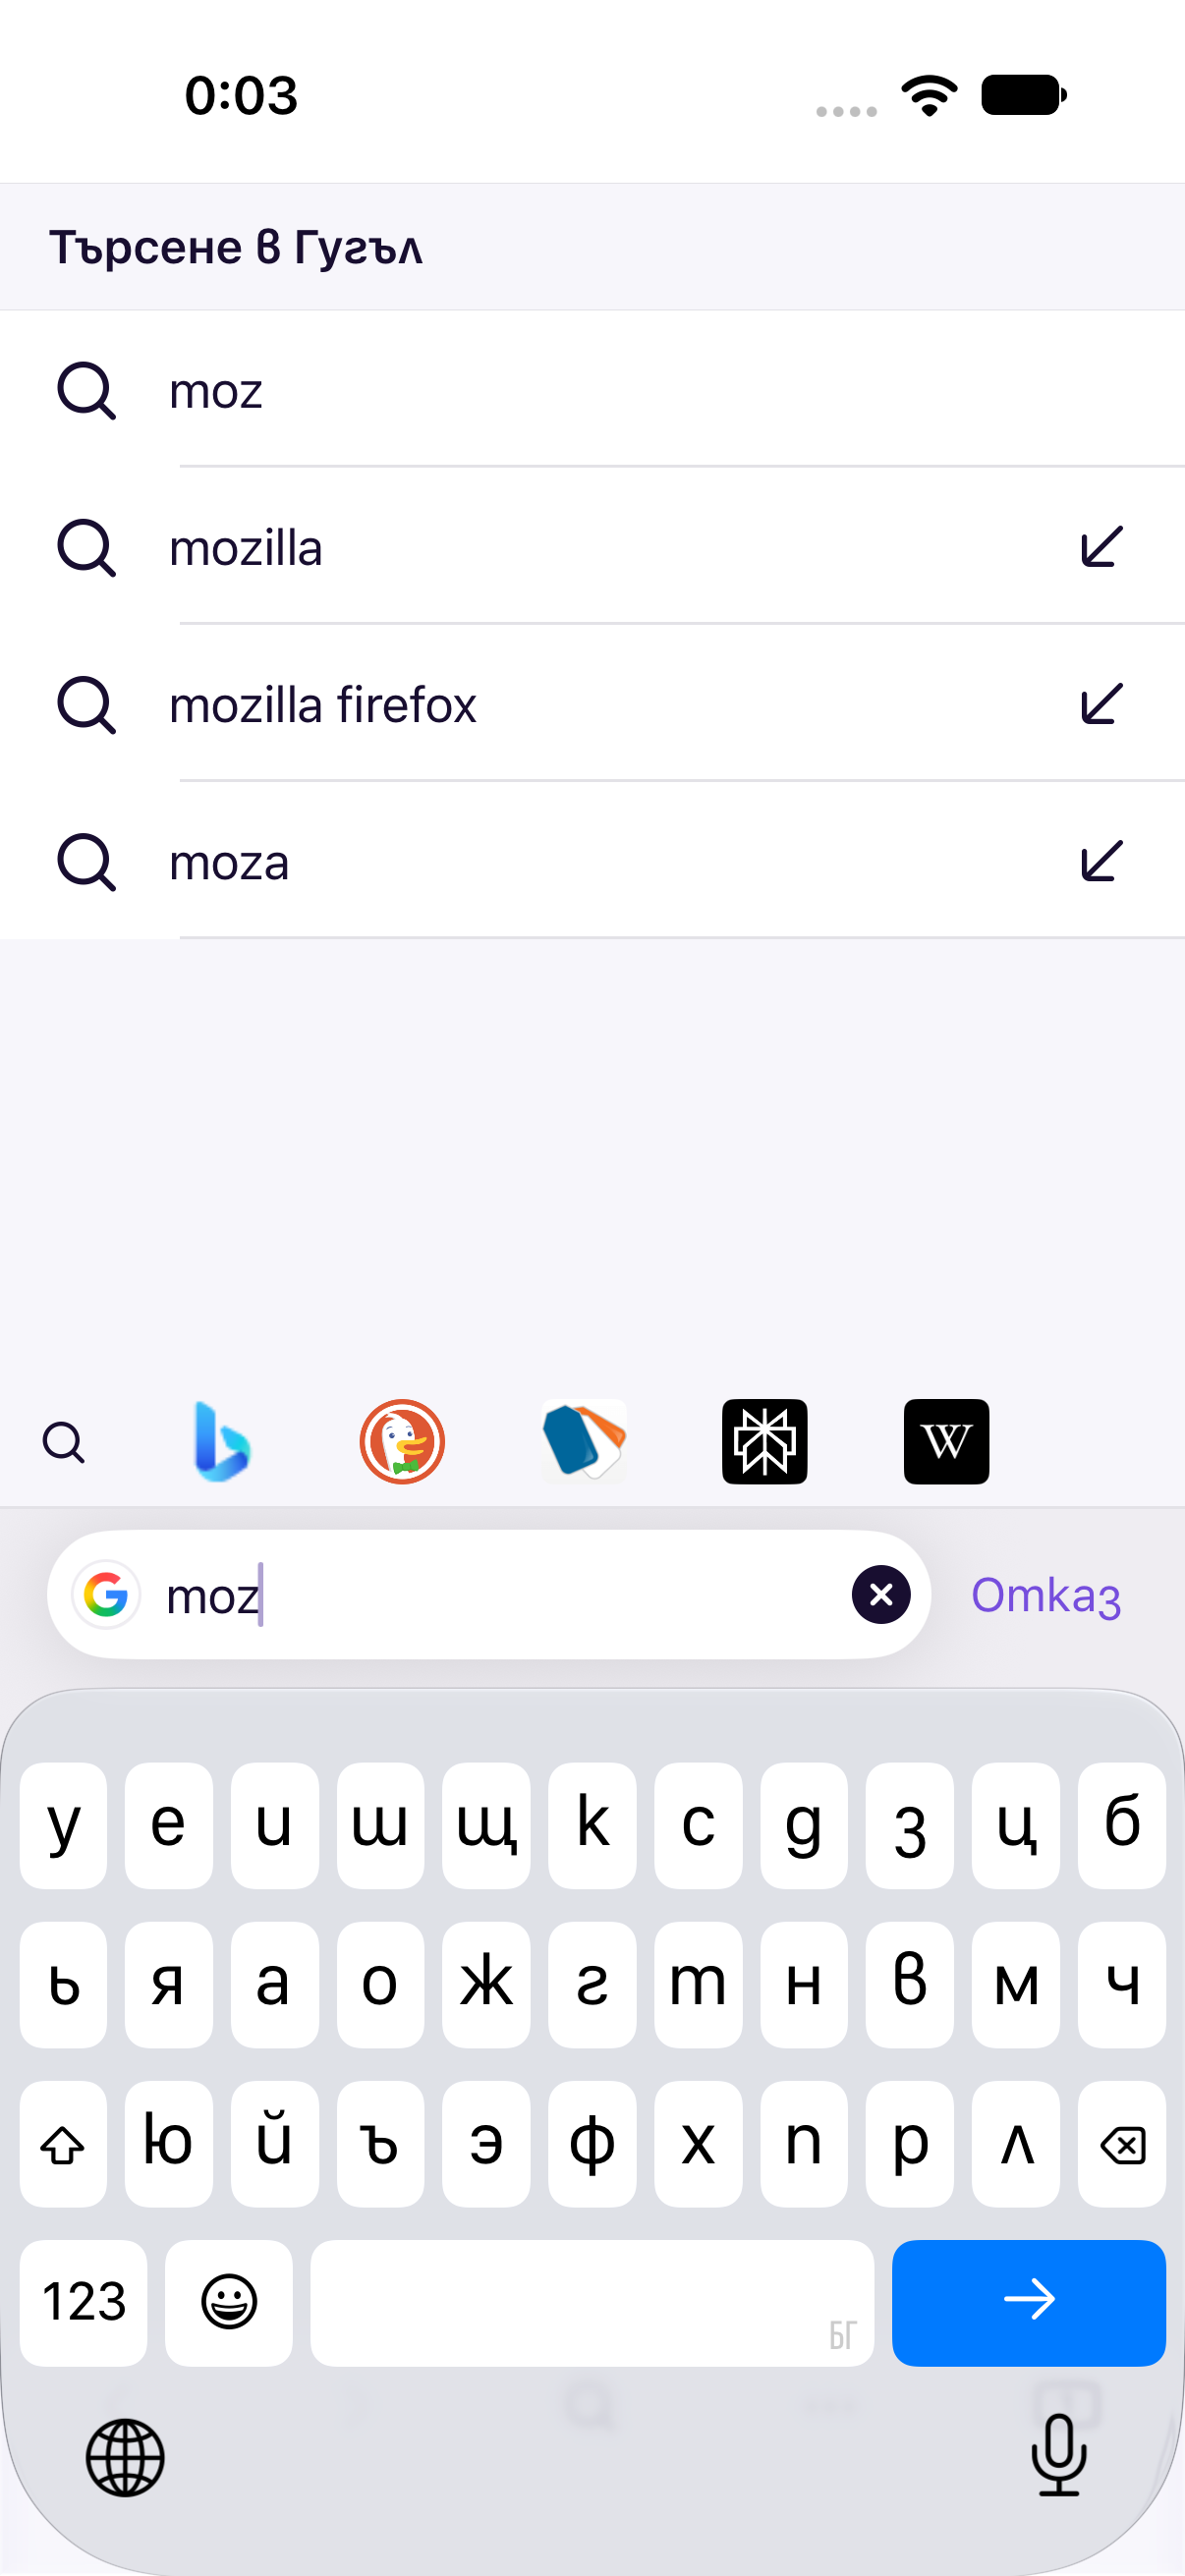 0:03
Търсене в Гугъл
moz
mozilla
mozilla firefox
moza
W
moz
Отказ
у е и ш щ к с д з ц б
ь я а о ж г т н в м ч
ю й ъ э ф х п р л
123
БГ